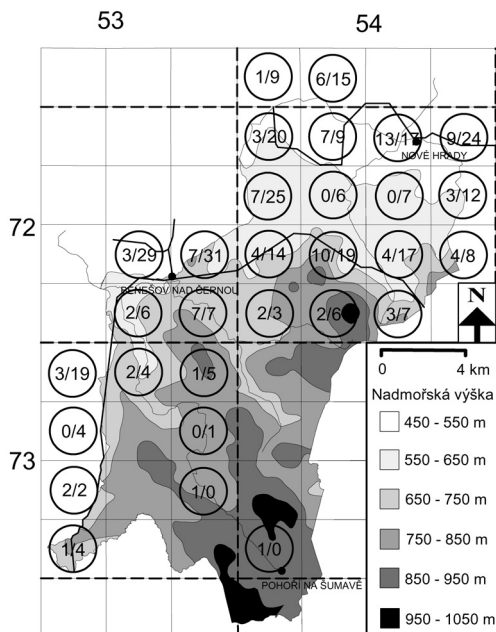 53 54
1/9 6/15
3/20 7/9 13/17 9/24
NOVÉ HRADY
7/25 0/6 0/7 3/12
72
3/29 7/31 4/14 10/19 4/17 4/8
BENEŠOV NAD ČERNOU
2/6 7/7 2/3 2/6 3/7
N
3/19 2/4 1/5
0 4 km
Nadmořská výška
0/4 0/1
450 - 550 m
73
550 - 650 m
2/2 1/0
650 - 750 m
1/4 1/0
750 - 850 m
POHOŘÍ NA ŠUMAVĚ
850 - 950 m
950 - 1050 m